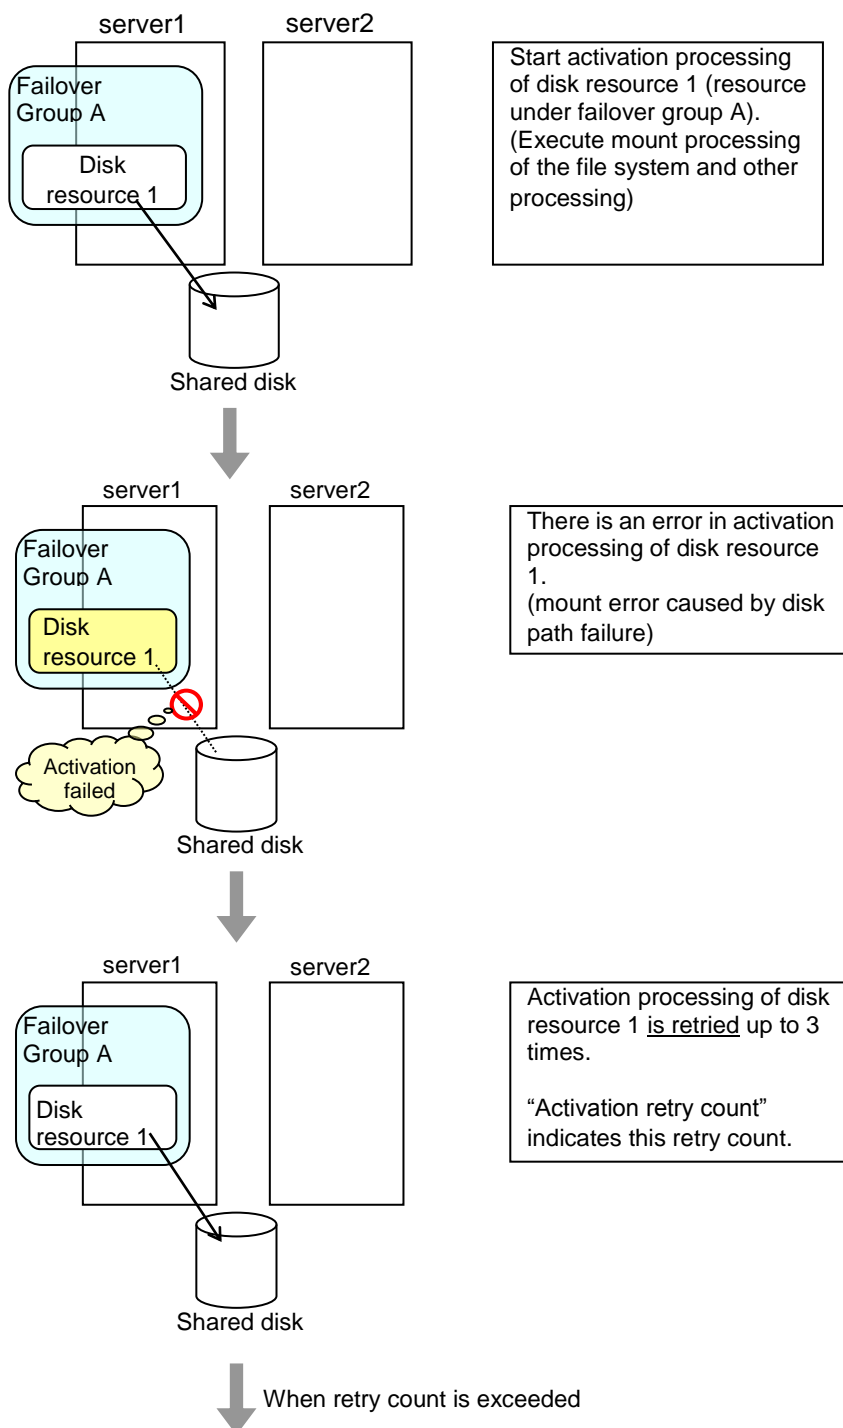 server1
server2
Failover
Group A
Disk
resource 1
Shared disk
Start activation processing
of disk resource 1 (resource
under failover group A).
(Execute mount processing
of the file system and other
processing)
server1
server2
Failover
Group A
Disk
resource 1
Activation
failed
Shared disk
There is an error in activation
processing of disk resource
1.
(mount error caused by disk
path failure)
server1
server2
Failover
Group A
Disk
resource 1
Shared disk
Activation processing of disk
resource 1 is retried up to 3
times.
“Activation retry count”
indicates this retry count.
When retry count is exceeded